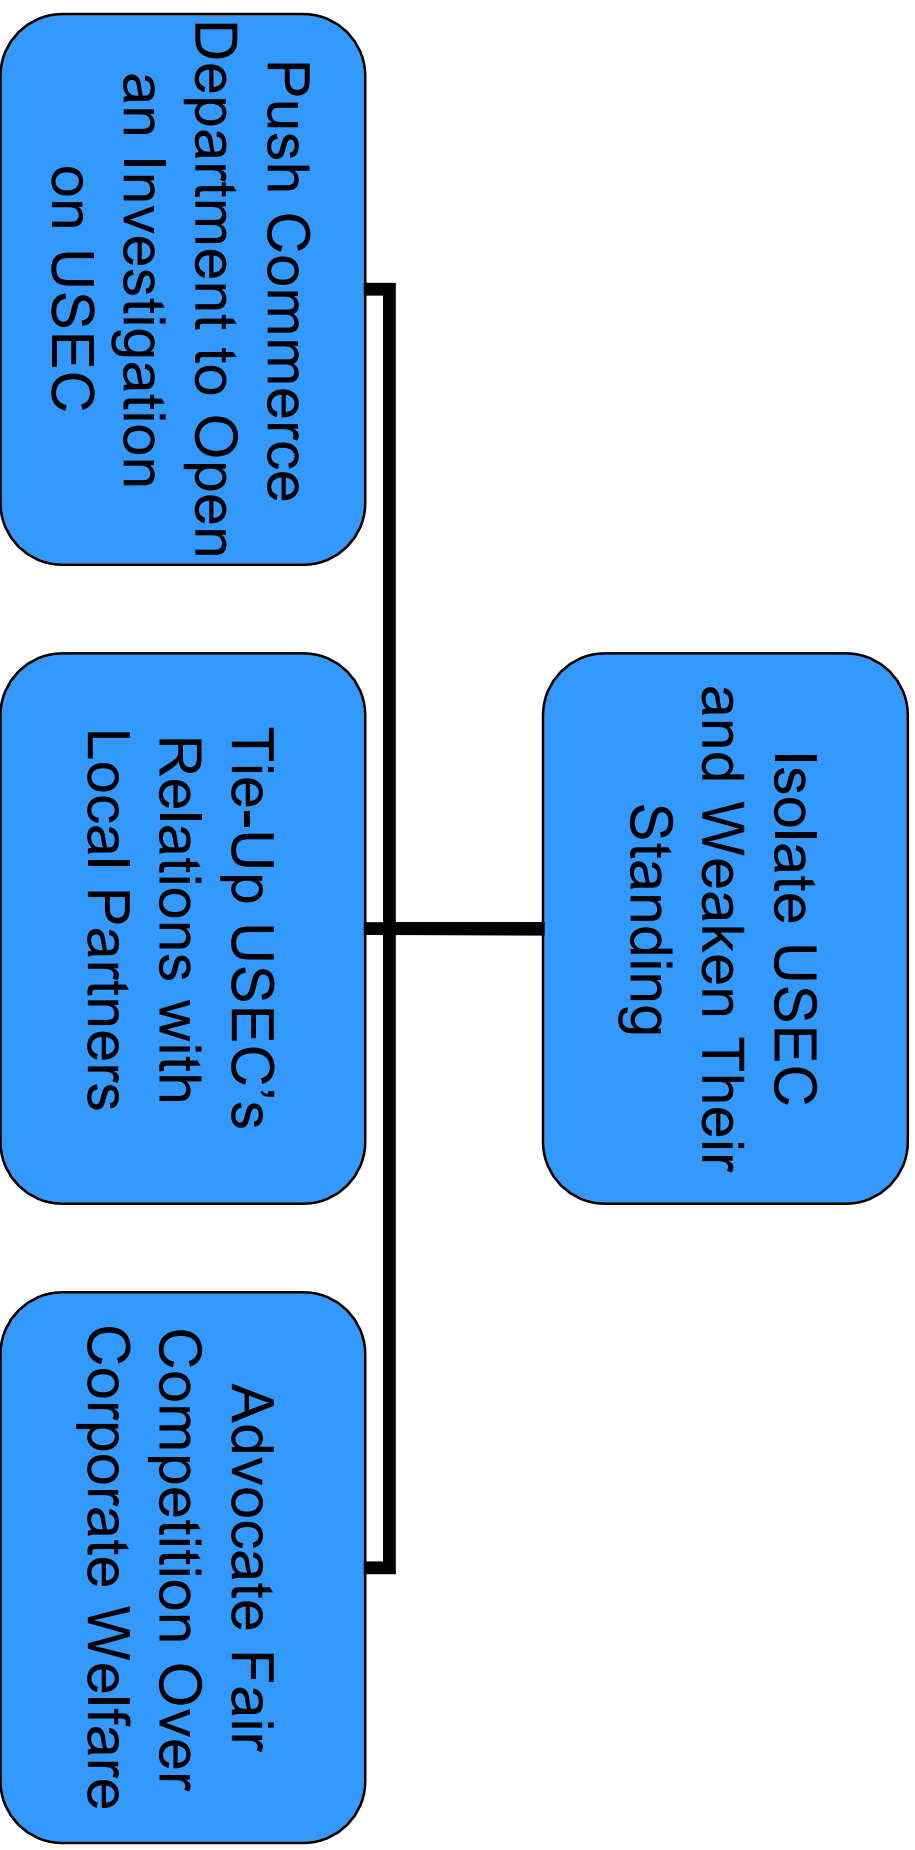 Isolate USEC
and Weaken Their
Standing
Push Commerce
Department to Open
an Investigation
on USEC
Tie-Up USEC’s
Relations with
Local Partners
Advocate Fair
Competition Over
Corporate Welfare